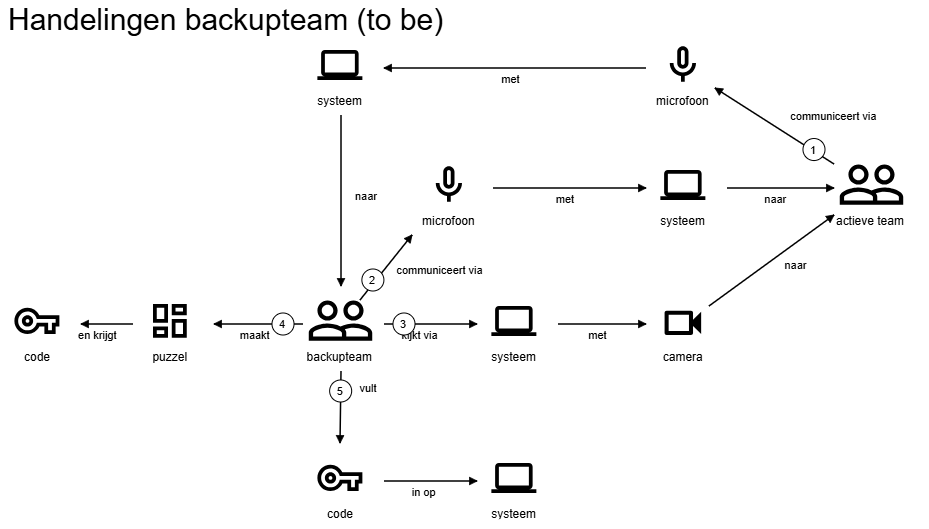 Handelingen backupteam (to be)
systeem
met
microfoon
communiceert via
1
naar
microfoon
met
systeem
naar
actieve team
2
communiceert via
naar
code
en krijgt
puzzel
maakt
4
backupteam
3
kijkt via
systeem
met
camera
5
vult
code
in op
systeem